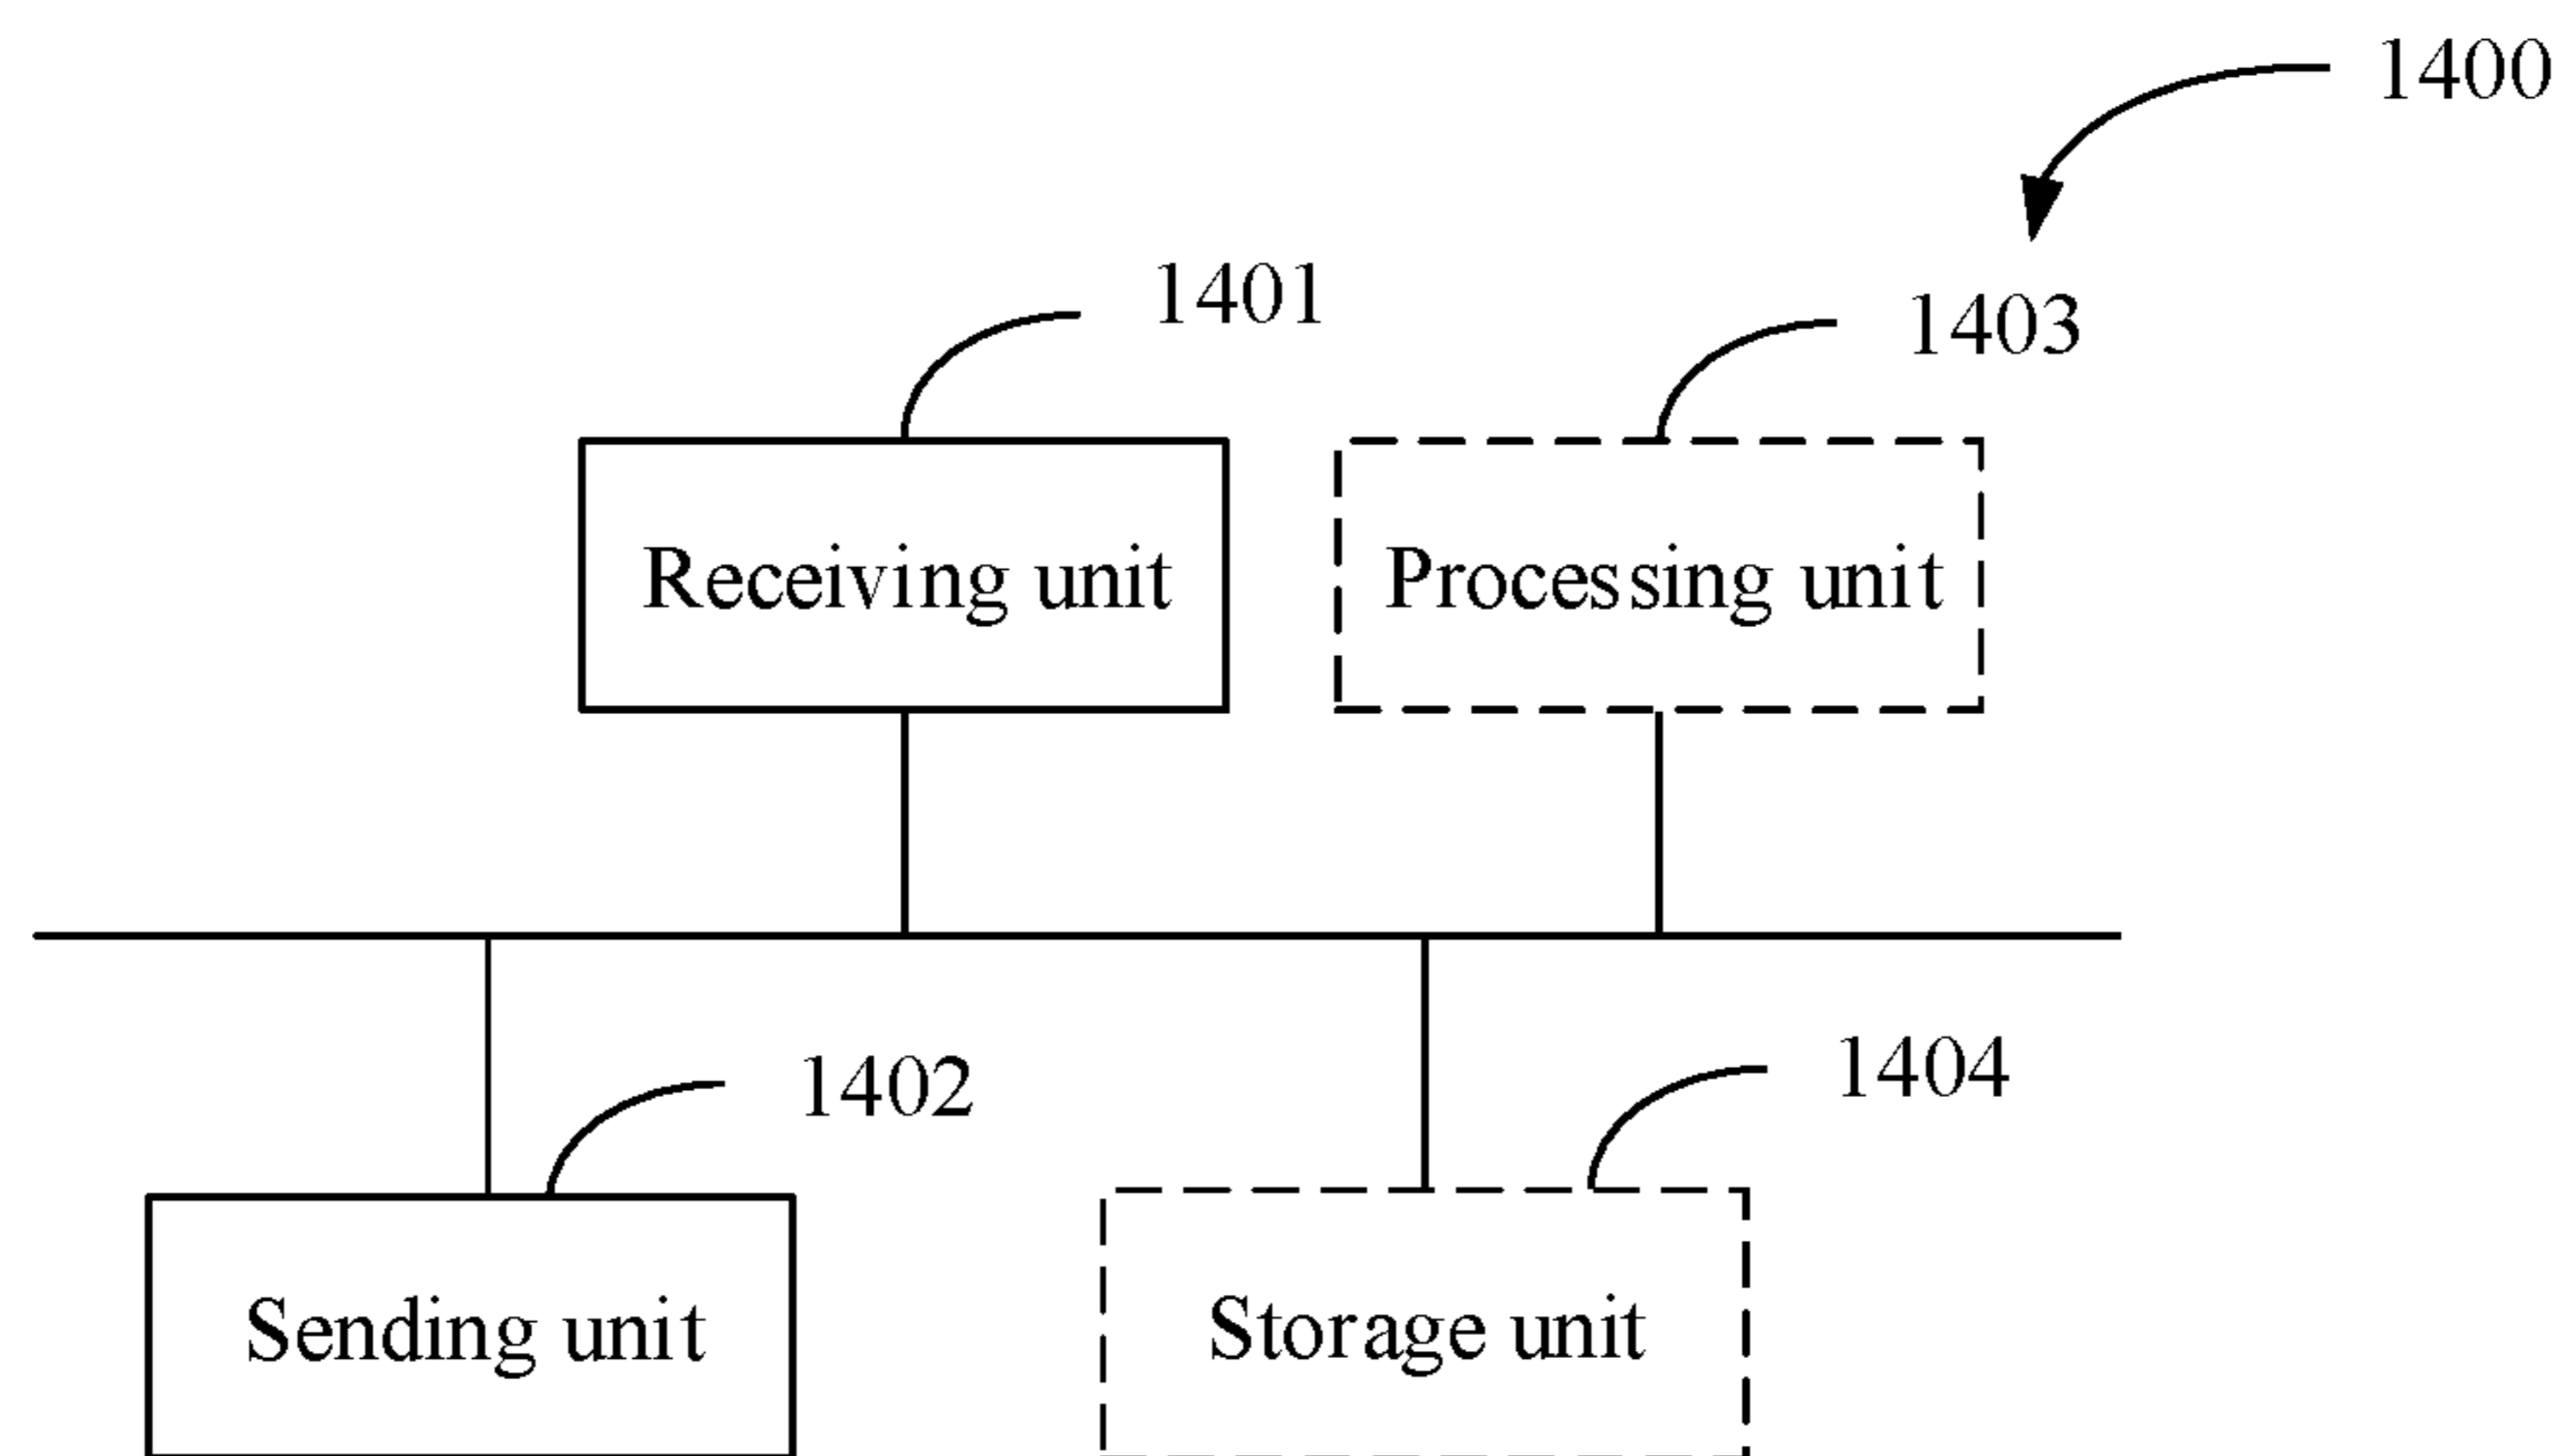 1400
1401
1403
Receiving unit
Processing unit
1402
1404
Sending unit
Storage unit